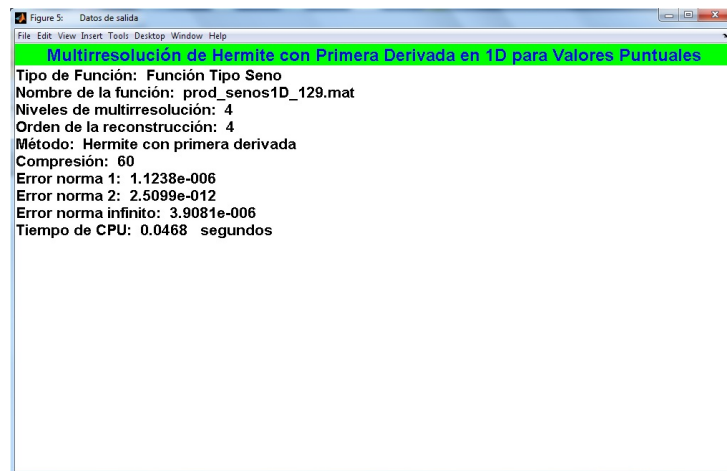 Figure 5: Datos de salida
File Edit View Insert Tools Desktop Window Help
Multirresolución de Hermite con Primera Derivada en 1D para Valores Puntuales
Tipo de Función: Función Tipo Seno
Nombre de la función: prod_senos1D_129.mat
Niveles de multirresolución: 4
Orden de la reconstrucción: 4
Método: Hermite con primera derivada
Compresión: 60
Error norma 1: 1.1238e-006
Error norma 2: 2.5099e-012
Error norma infinito: 3.9081e-006
Tiempo de CPU: 0.0468 segundos